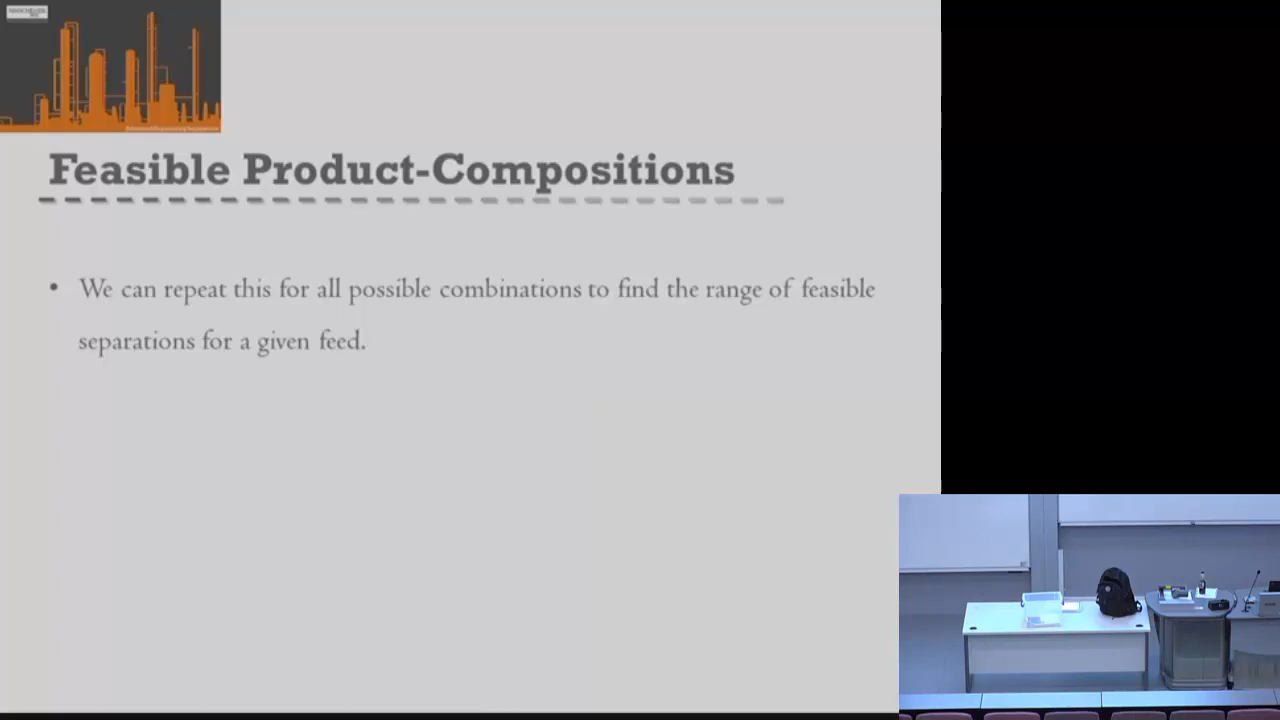 Feasible Product-Compositions
• We can repeat this for all possible combinations to find the range of feasible
separations for a given feed.